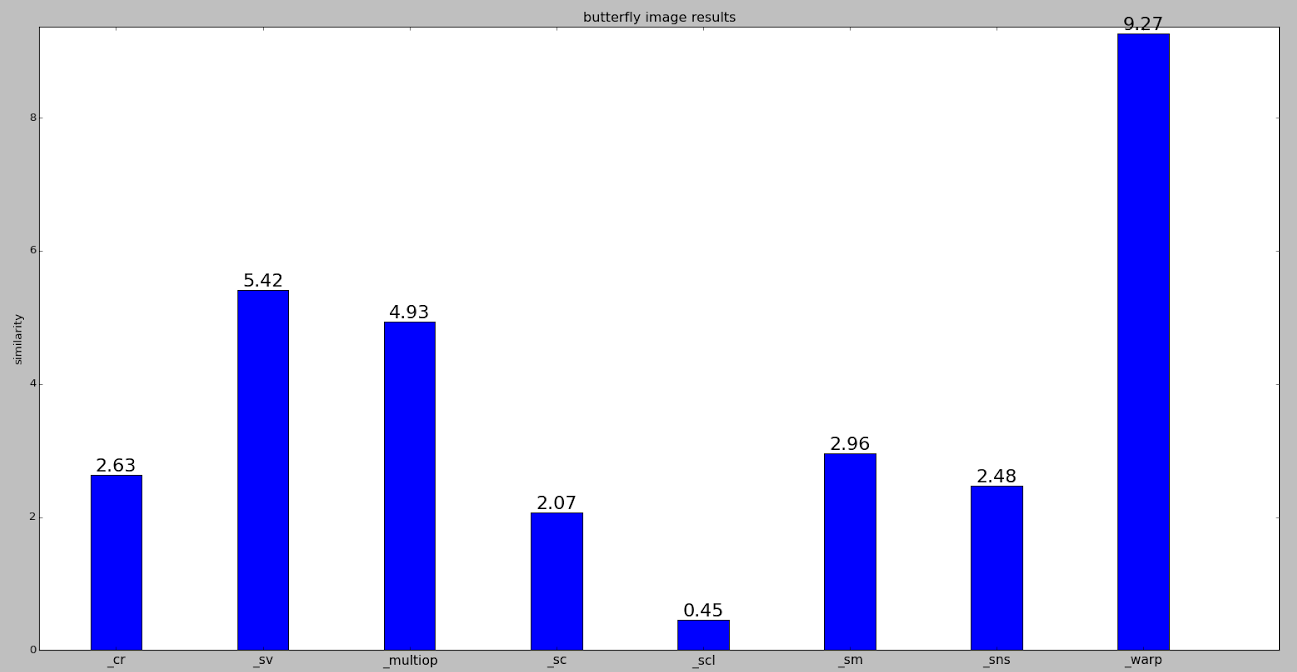 butterfly image results
similarity
8
6
4
2
0
2.63
5.42
4.93
2.07
0.45
2.96
2.48
9.27
_cr
_sv
_multiop
_sc
_scl
_sm
_sns
_warp